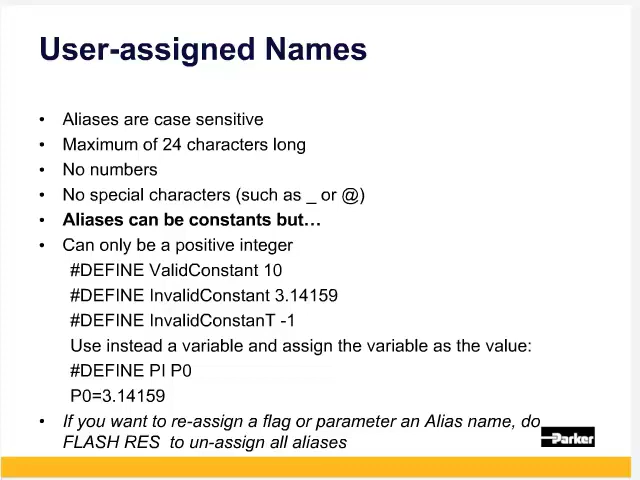 User-assigned Names
• Aliases are case sensitive
• Maximum of 24 characters long
• No numbers
• No special characters (such as _ or @)
• Aliases can be constants but…
• Can only be a positive integer
#DEFINE ValidConstant 10
#DEFINE InvalidConstant 3.14159
#DEFINE InvalidConstanT -1
Use instead a variable and assign the variable as the value:
#DEFINE PI P0
P0=3.14159
• If you want to re-assign a flag or parameter an Alias name, do
FLASH RES  to un-assign all aliases
Parker